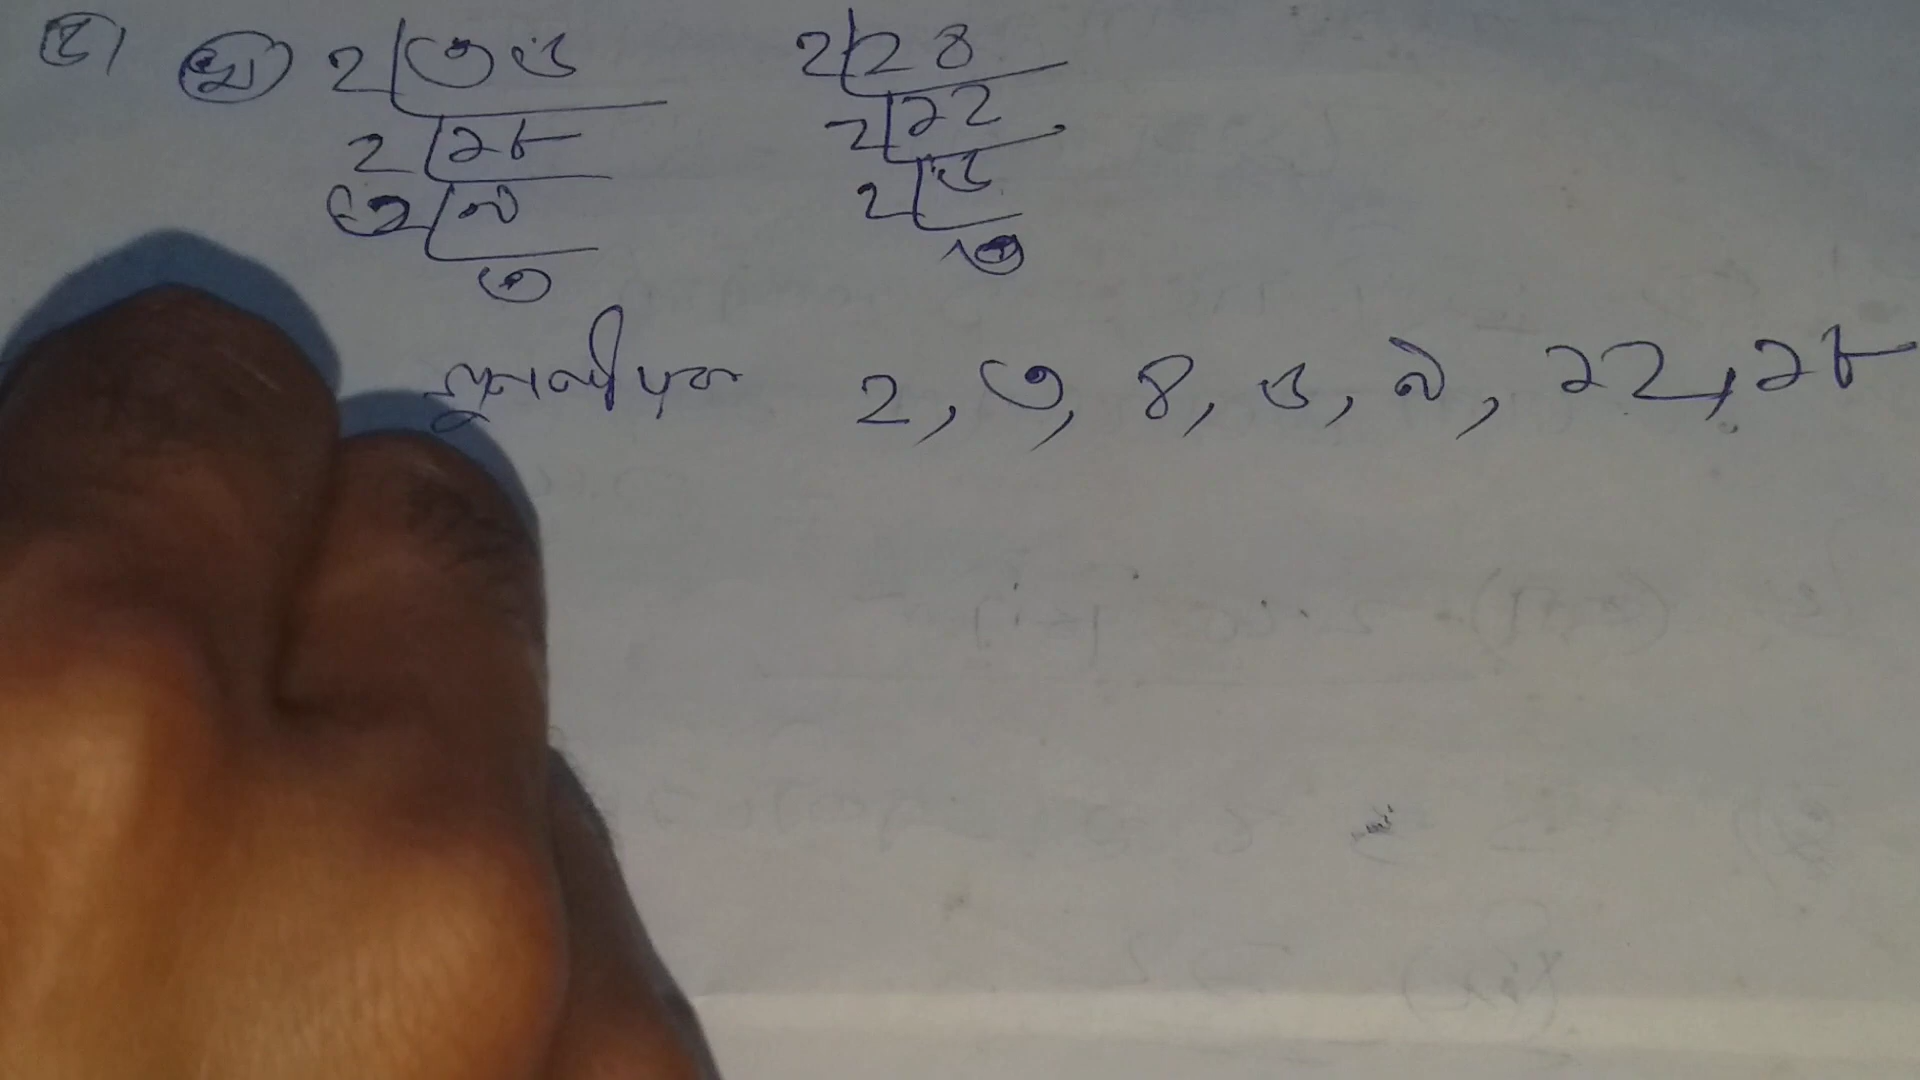 ২ ৩৬ ২ ২৪
২ ১৮ ২ ১২
২ ৯ ২ ৬
৩ ৩
গুণনীয়ক ২, ৩, ৪, ৬, ৯, ১২, ১৮